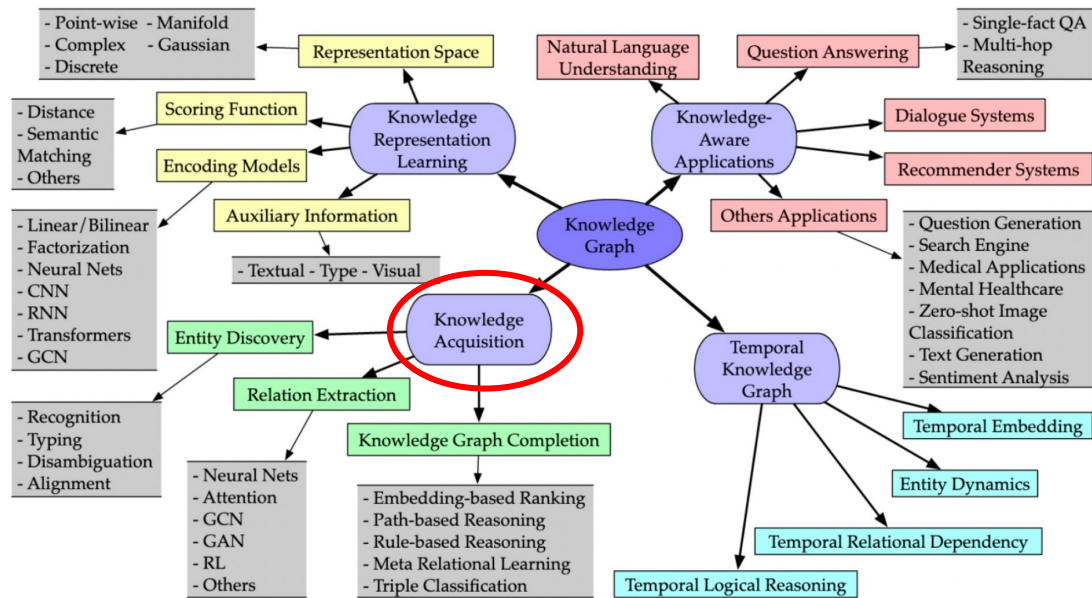 - Point-wise - Manifold
- Complex - Gaussian
- Discrete
Representation Space
Natural Language
Understanding
Question Answering
- Single-fact QA
- Multi-hop
Reasoning
Scoring Function
- Distance
- Semantic
Matching
- Others
Knowledge
Representation
Learning
Knowledge-
Aware
Applications
Dialogue Systems
Encoding Models
Recommender Systems
Auxiliary Information
Others Applications
Knowledge
Graph
- Linear/Bilinear
- Factorization
- Neural Nets
- CNN
- RNN
- Transformers
- GCN
- Textual - Type - Visual
- Question Generation
- Search Engine
- Medical Applications
- Mental Healthcare
- Zero-shot Image
Classification
- Text Generation
- Sentiment Analysis
Knowledge
Acquisition
Entity Discovery
Temporal
Knowledge
Graph
Relation Extraction
- Recognition
- Typing
- Disambiguation
- Alignment
Knowledge Graph Completion
Temporal Embedding
- Neural Nets
- Attention
- GCN
- GAN
- RL
- Others
- Embedding-based Ranking
- Path-based Reasoning
- Rule-based Reasoning
- Meta Relational Learning
- Triple Classification
Entity Dynamics
Temporal Relational Dependency
Temporal Logical Reasoning